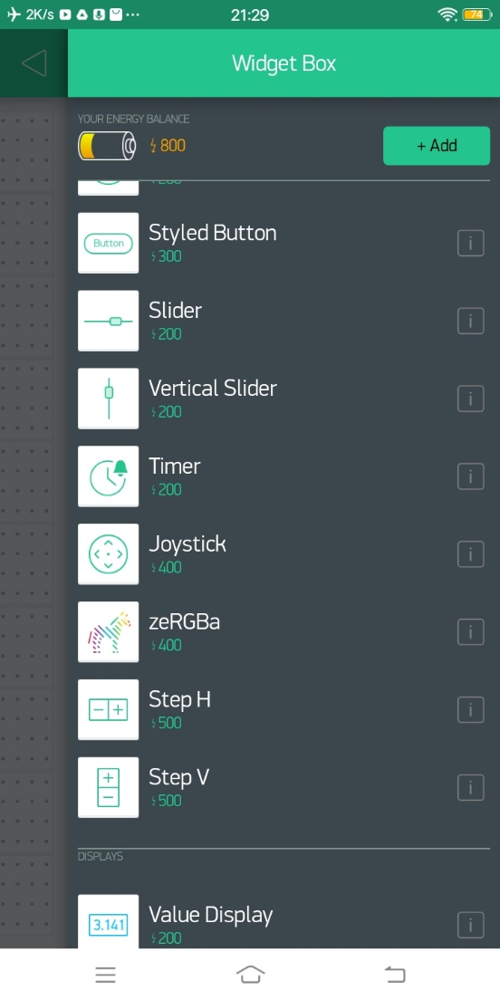 2K/s
21:29
74
Widget Box
YOUR ENERGY BALANCE
800
+ Add
Button
Styled Button
300
i
Slider
200
i
Vertical Slider
200
i
Timer
200
i
Joystick
400
i
zeRGBa
400
i
Step H
500
i
Step V
500
i
DISPLAYS
3.141
Value Display
200
i